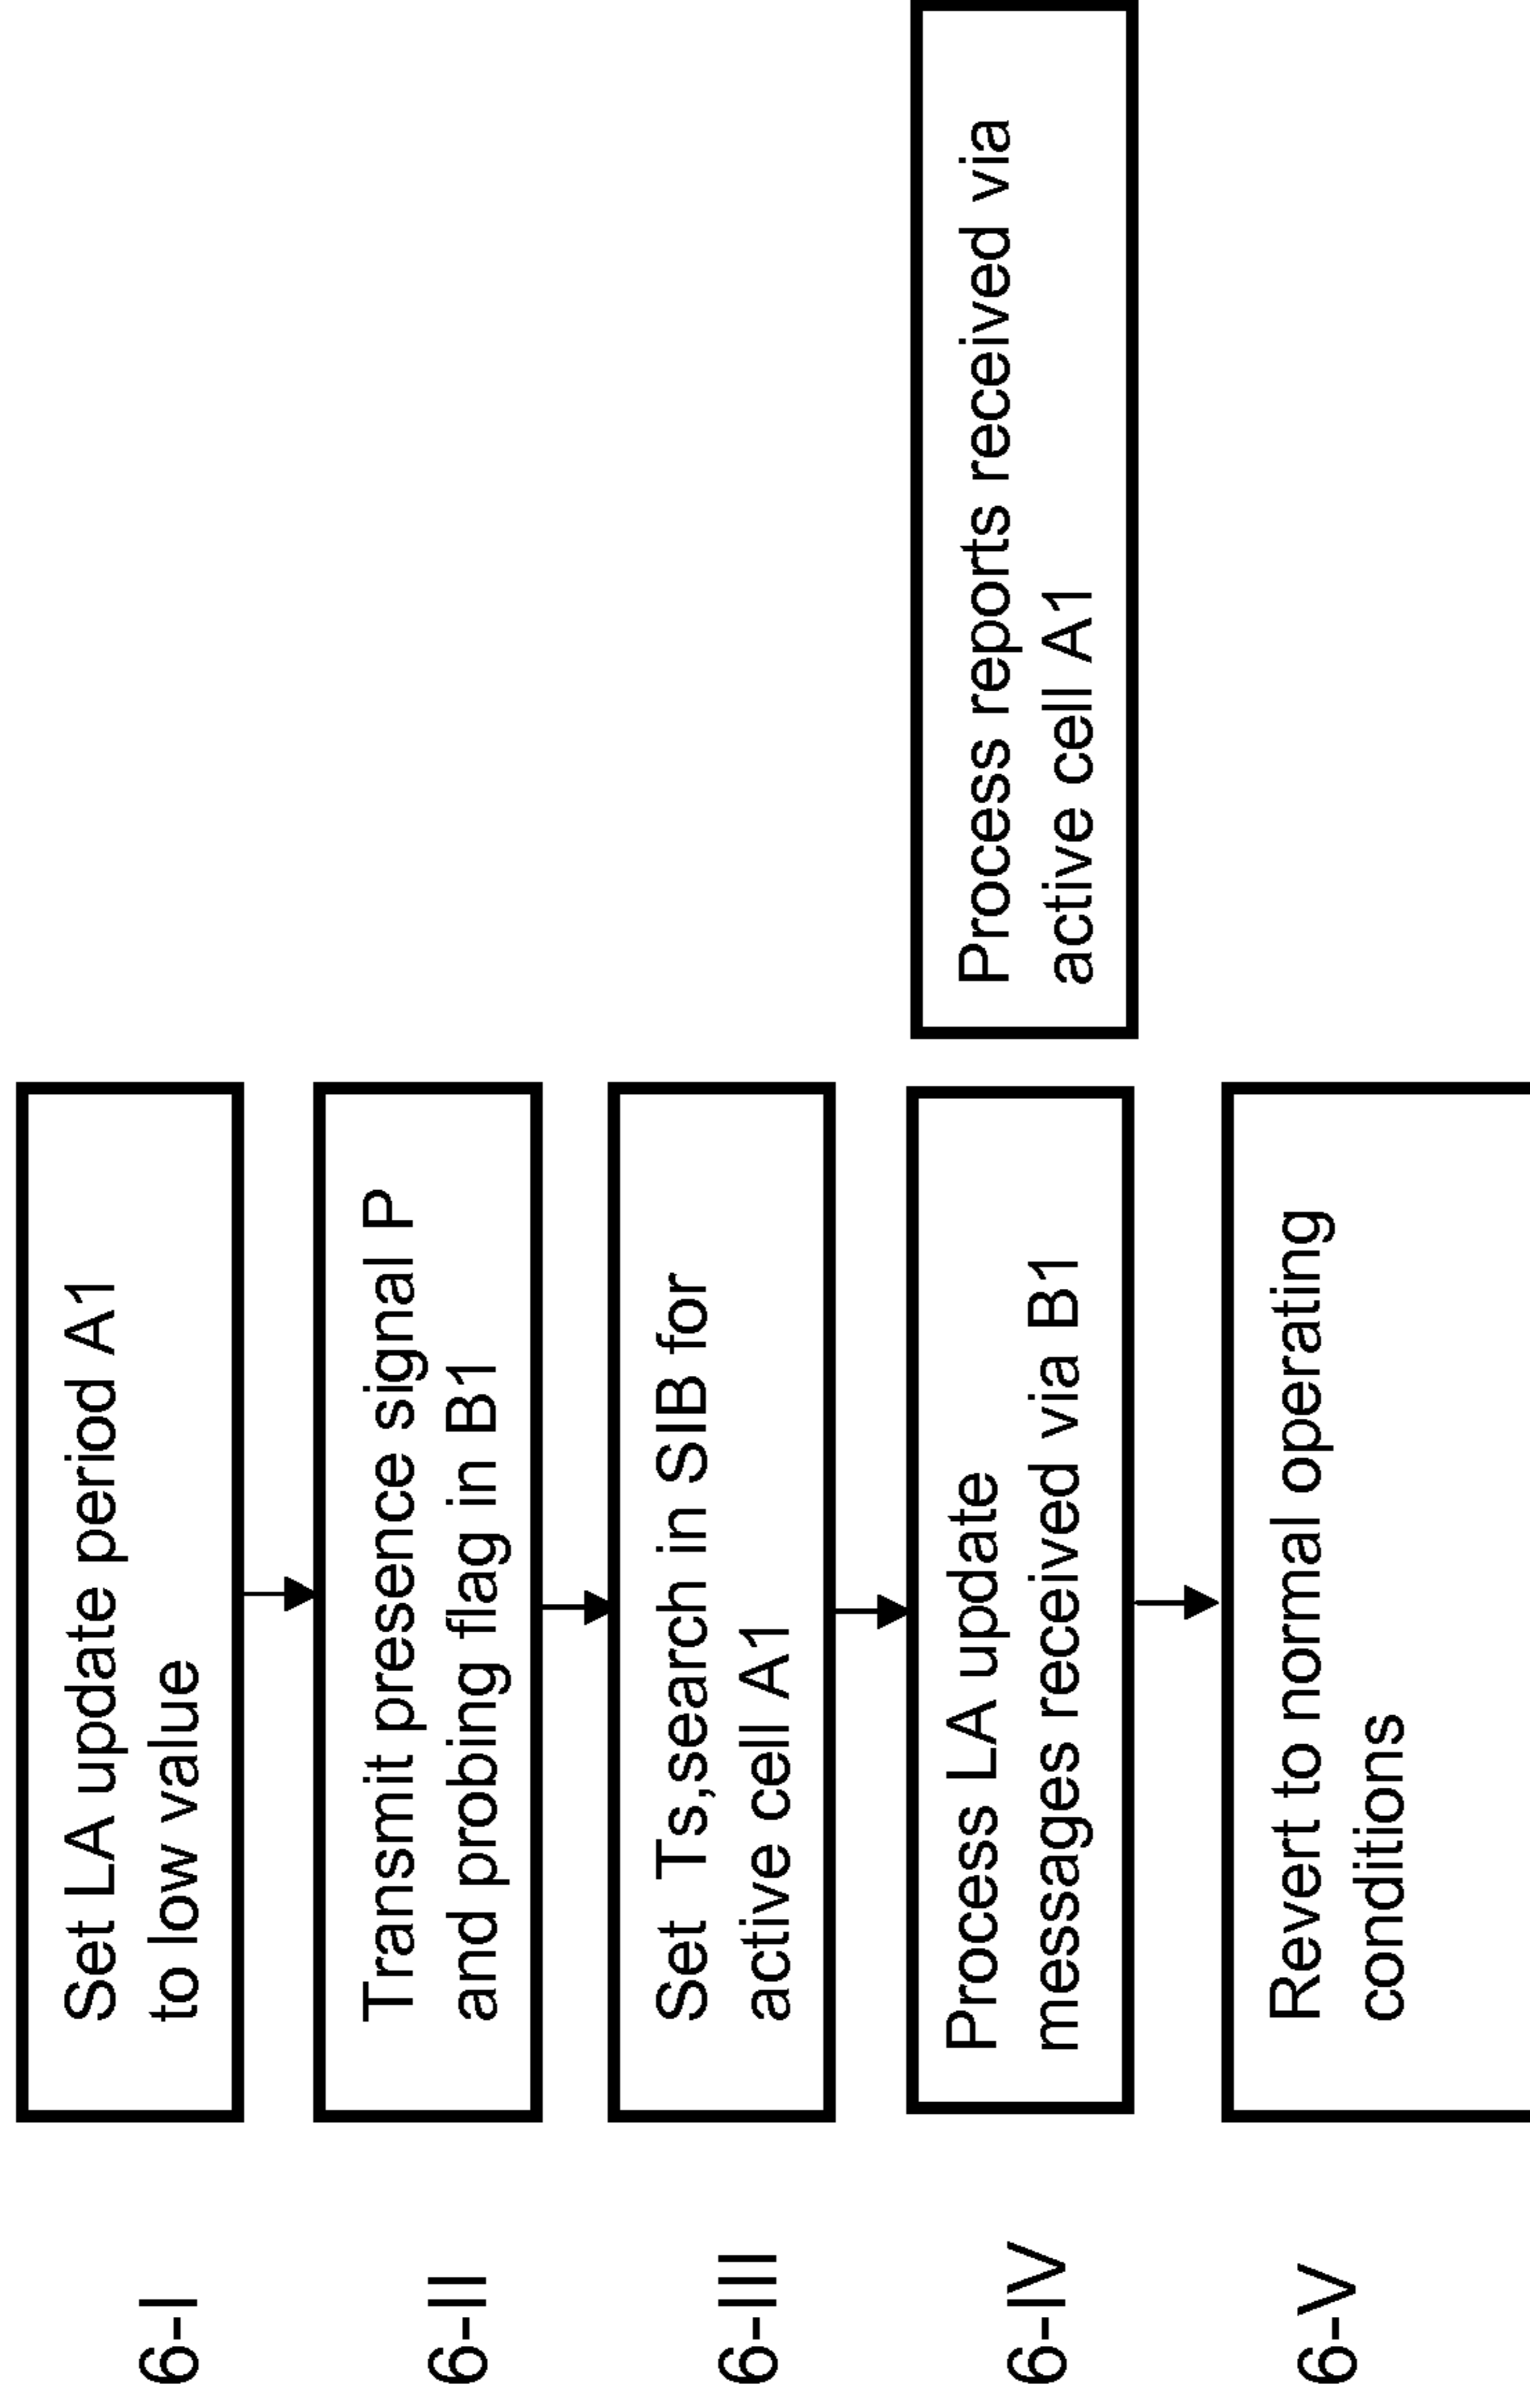 6-I
Set LA update period A1
to low value
6-II
Transmit presence signal P
and probing flag in B1
6-III
Set Ts,search in SIB for
active cell A1
6-IV
Process LA update
messages received via B1
Process reports received via
active cell A1
6-V
Revert to normal operating
conditions